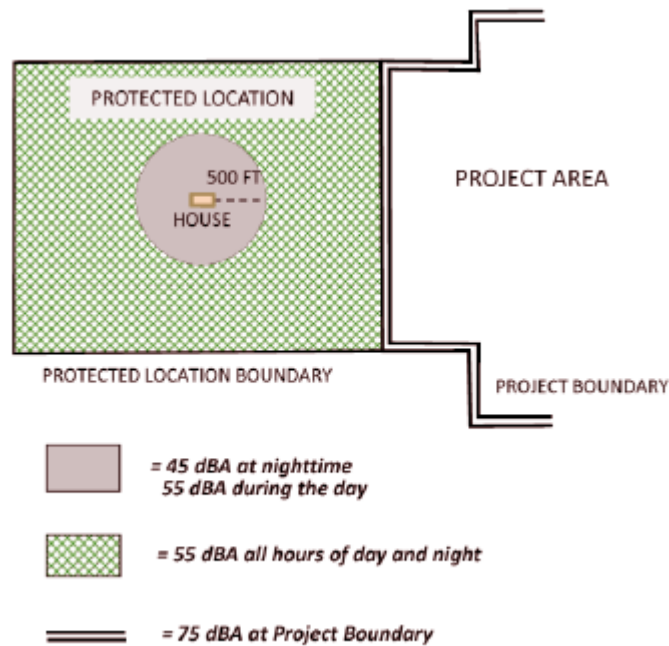 PROTECTED LOCATION
500 FT
HOUSE
PROJECT AREA
PROTECTED LOCATION BOUNDARY
PROJECT BOUNDARY
= 45 dBA at nighttime
55 dBA during the day
= 55 dBA all hours of day and night
= 75 dBA at Project Boundary